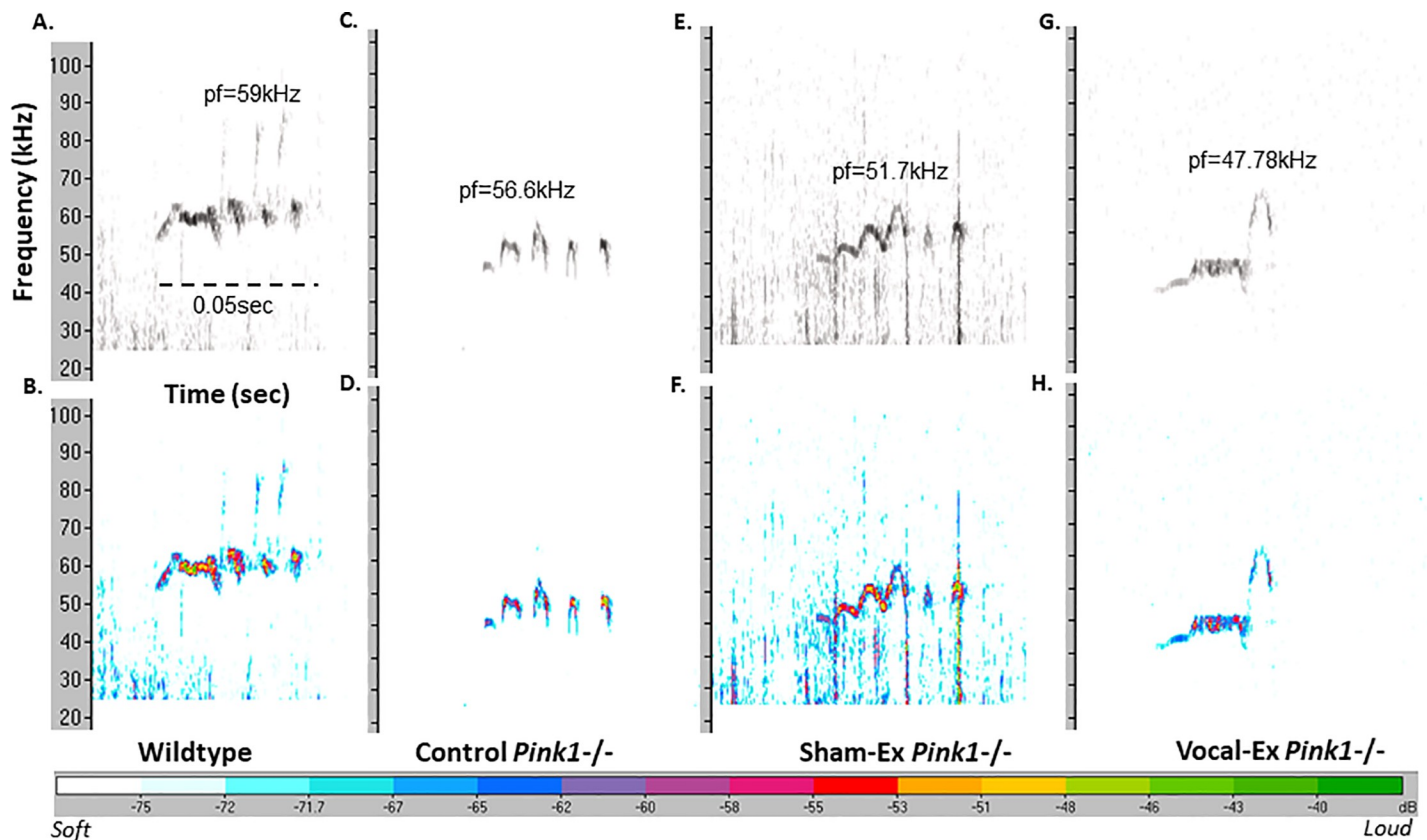 A.
C.
E.
G.
Frequency (kHz)
100
90
80
70
60
50
40
30
20
pf=59kHz
0.05sec
pf=56.6kHz
pf=51.7kHz
pf=47.78kHz
Time (sec)
B.
D.
F.
H.
100
90
80
70
60
50
40
30
20
Wildtype
Control Pink1-/-
Sham-Ex Pink1-/-
Vocal-Ex Pink1-/-
-75 -72 -71.7 -67 -65 -62 -60 -58 -55 -53 -51 -48 -46 -43 -40 dB
Soft Loud